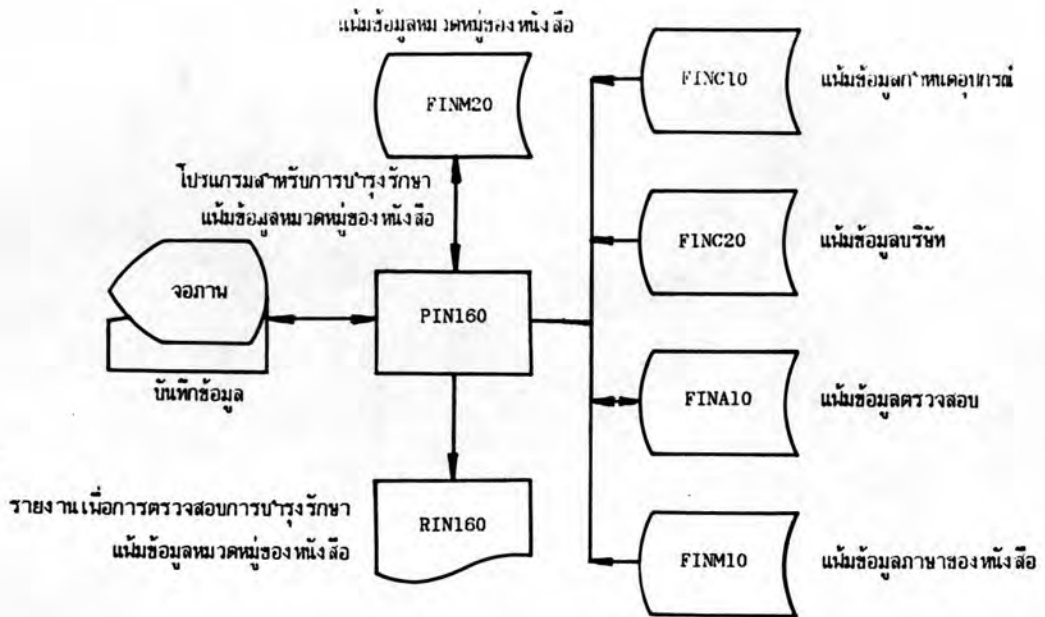 แฟ้มข้อมูลหมวดหมู่ของหนังสือ
FINM20
FINC10
แฟ้มข้อมูลกำหนดอุปกรณ์
โปรแกรมสำหรับการบำรุงรักษา
แฟ้มข้อมูลหมวดหมู่ของหนังสือ
FINC20
แฟ้มข้อมูลบริษัท
จอภาพ
PIN160
บันทึกข้อมูล
FINA10
แฟ้มข้อมูลตรวจสอบ
รายงานเพื่อการตรวจสอบการบำรุงรักษา
แฟ้มข้อมูลหมวดหมู่ของหนังสือ
RIN160
FINM10
แฟ้มข้อมูลภาษาของหนังสือ